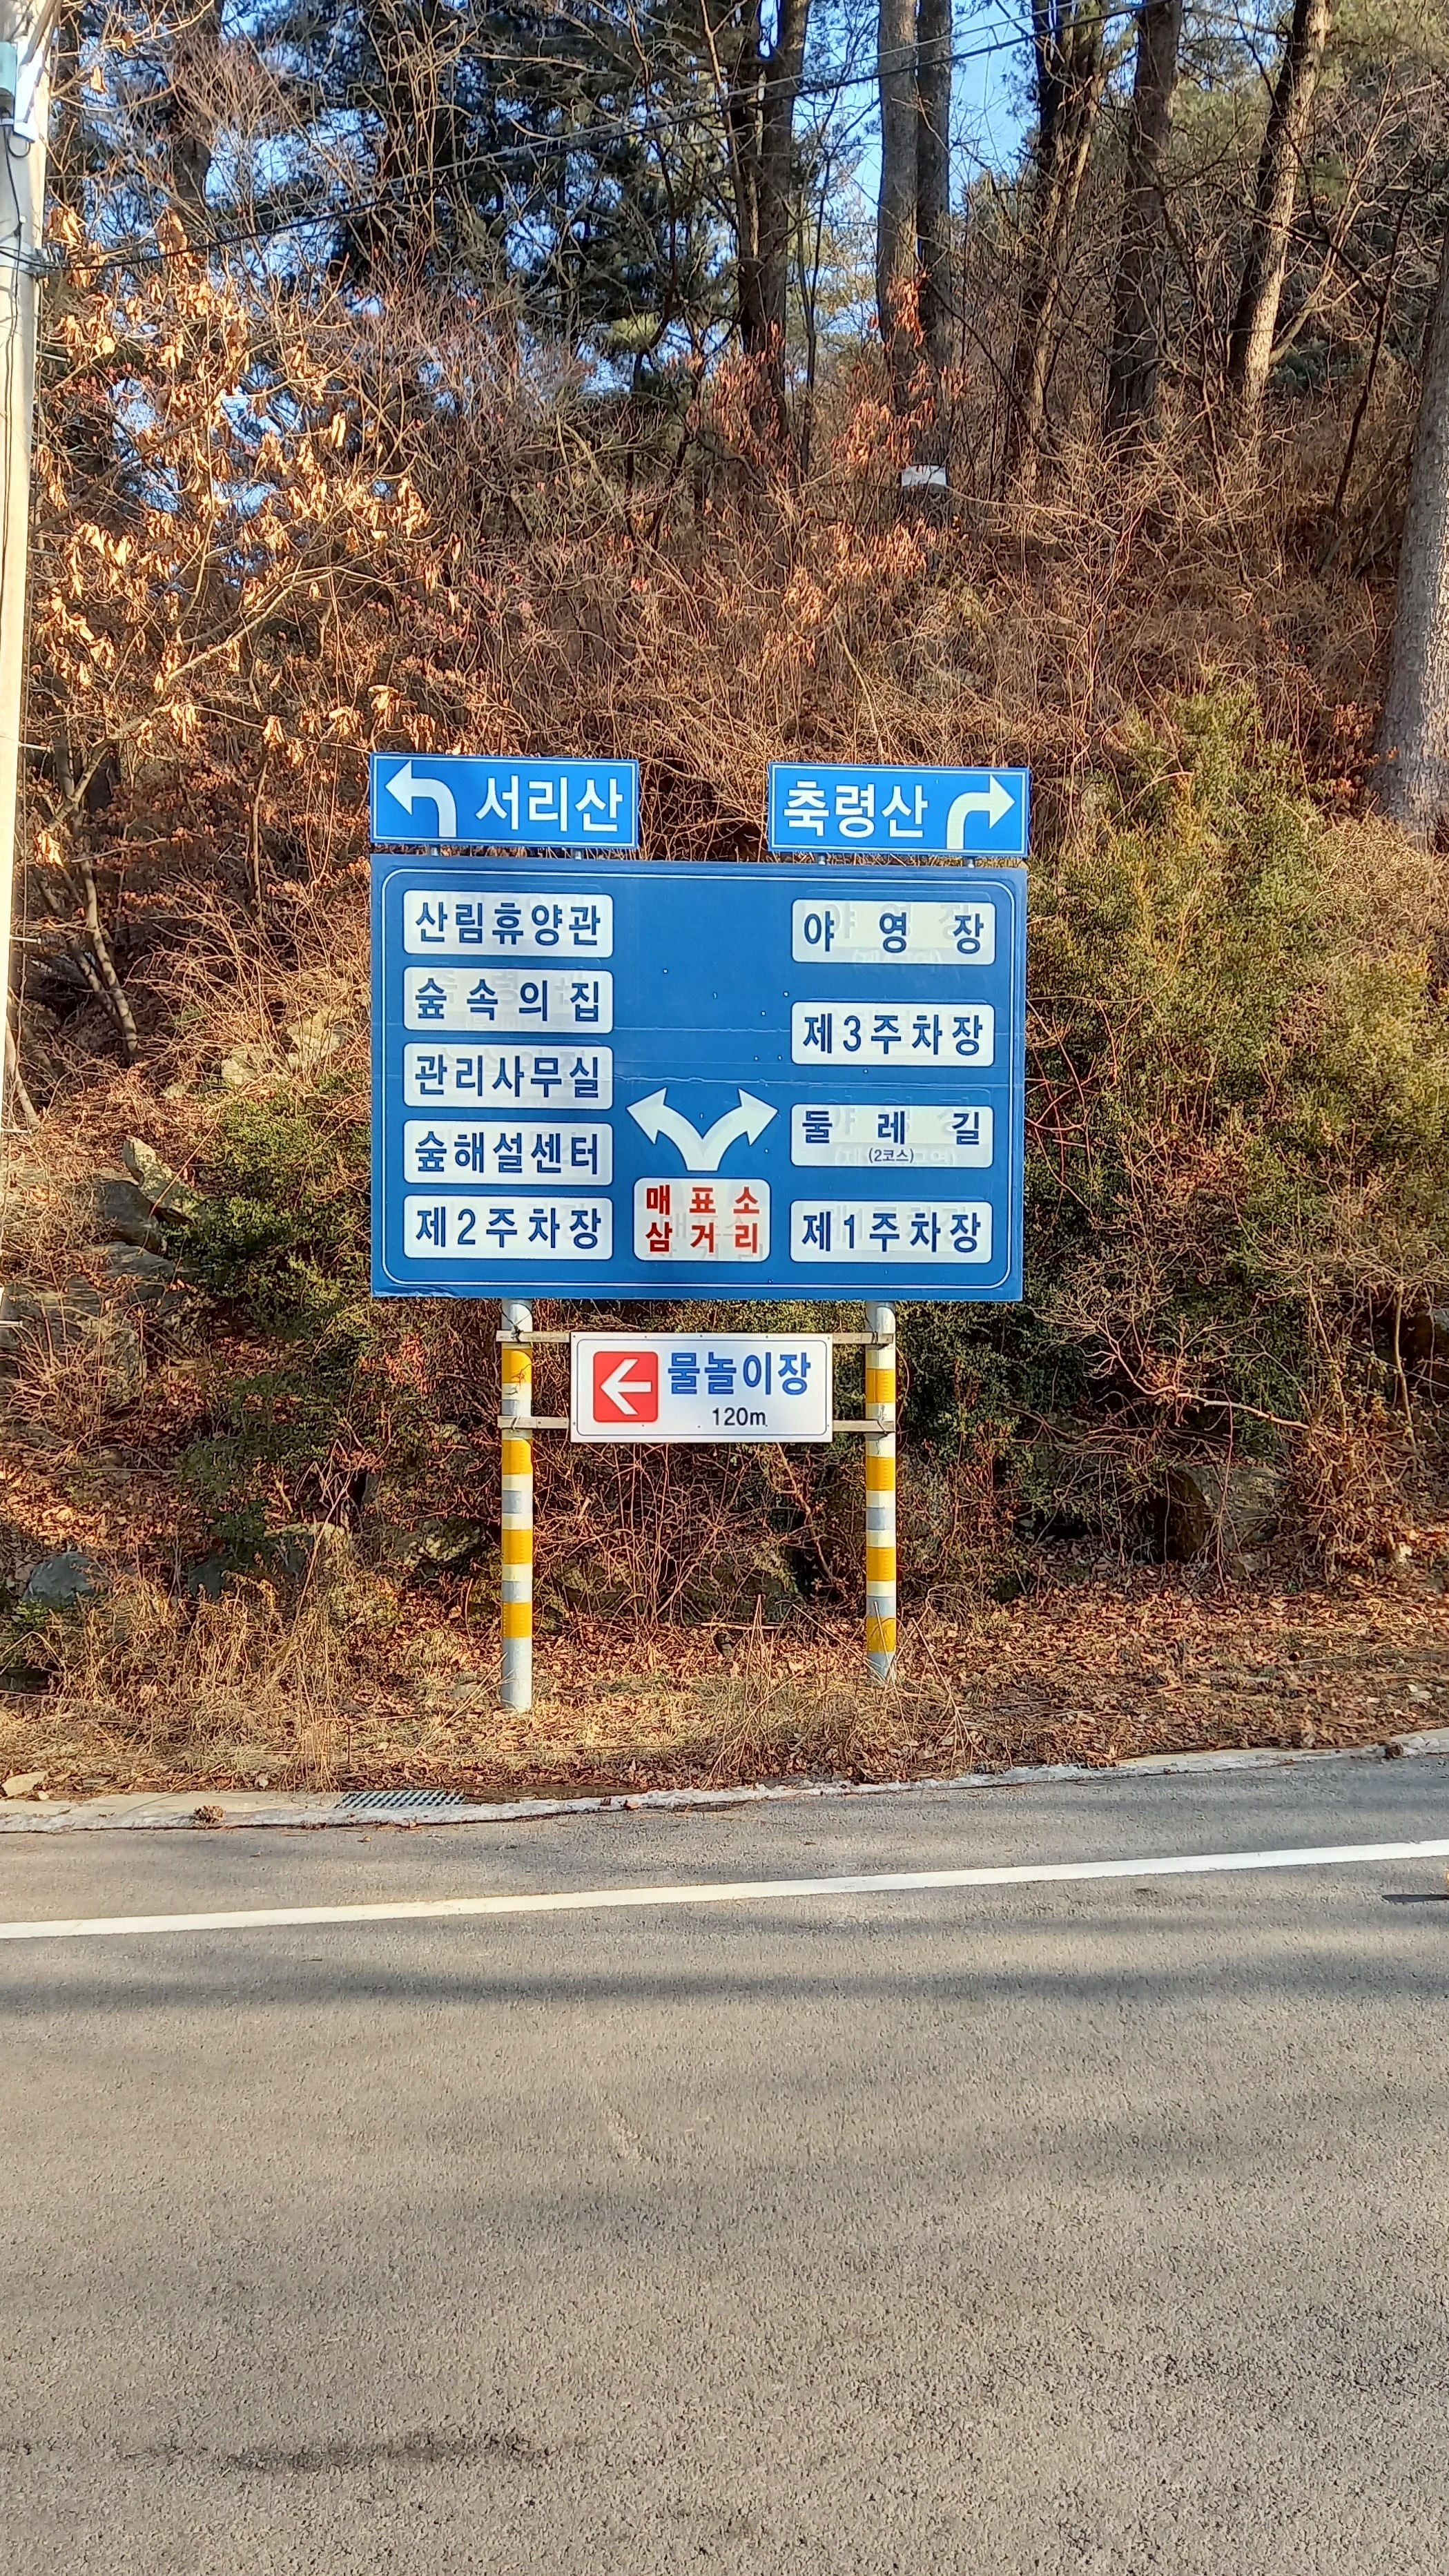 서리산
축령산
산림휴양관
숲속의집
관리사무실
숲해설센터
제2주차장
매표소
삼거리
야영장
제3주차장
둘레길
(2코스)
제1주차장
물놀이장
120m